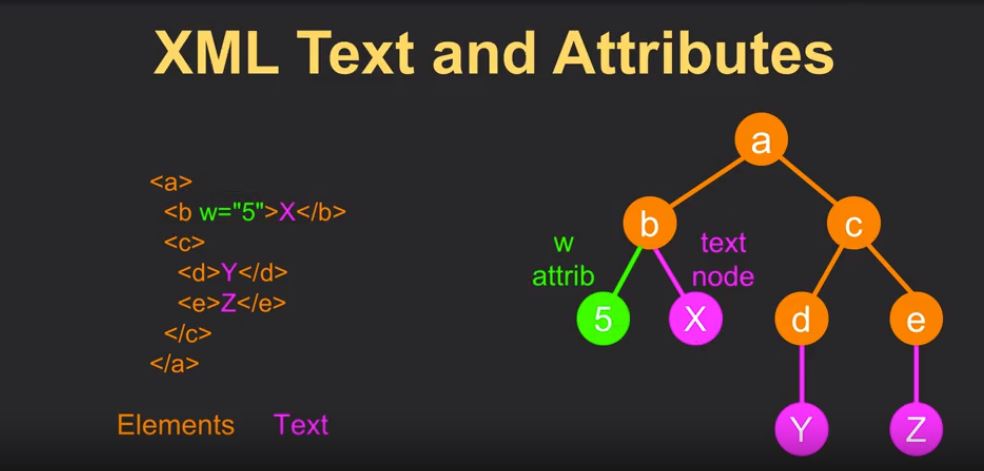 XML Text and Attributes
<a>
<b w="5">X</b>
<c>
<d>Y</d>
<e>Z</e>
</c>
</a>
Elements Text
a
b c
w attrib
text node
5 X d e
Y Z